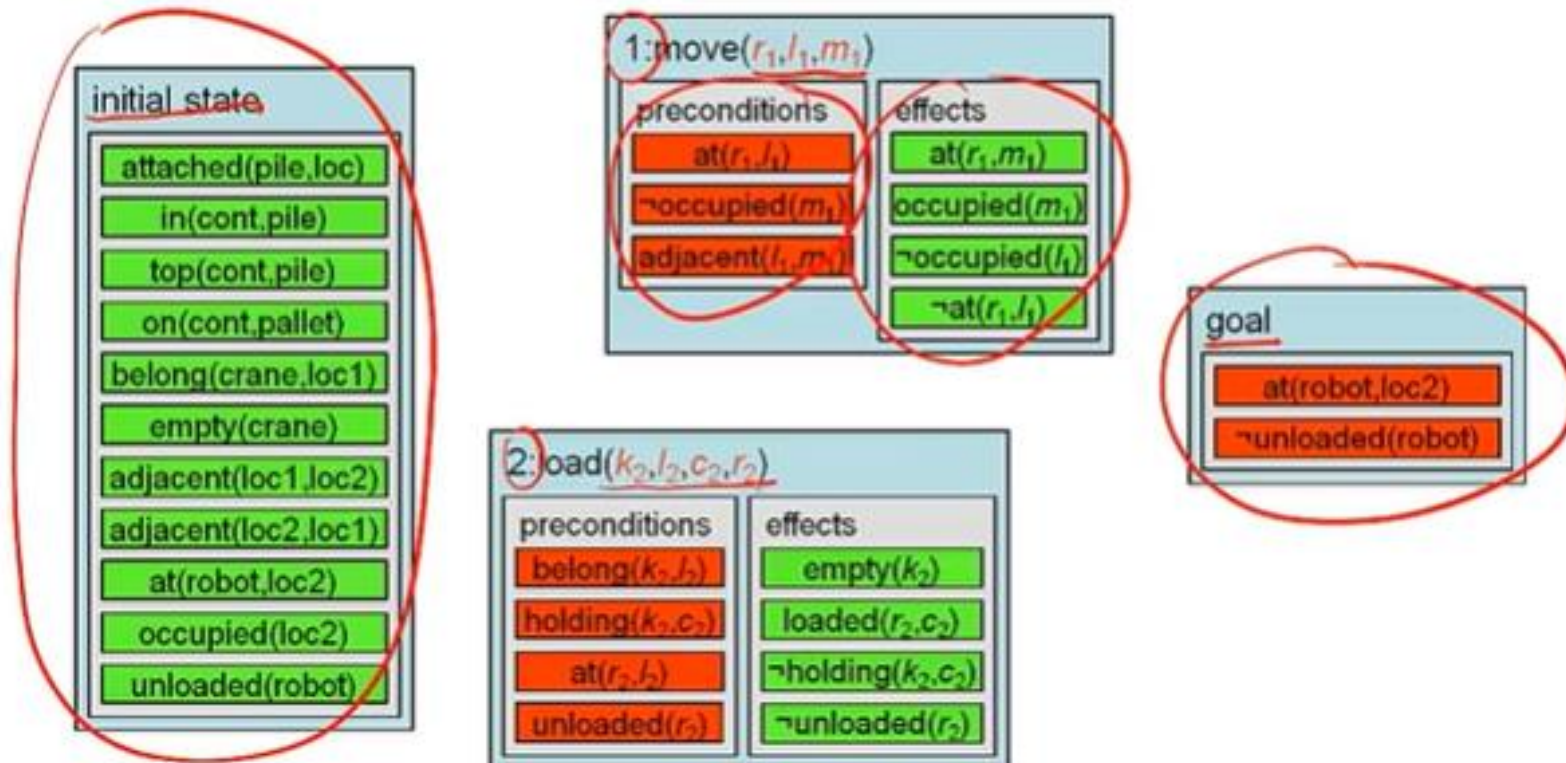 initial state
attached(pile,loc)
in(cont,pile)
top(cont,pile)
on(cont,pallet)
belong(crane,loc1)
empty(crane)
adjacent(loc1,loc2)
adjacent(loc2,loc1)
at(robot,loc2)
occupied(loc2)
unloaded(robot)
1:move(r₁,l₁,m₁)
preconditions
at(r₁,l₁)
¬occupied(m₁)
adjacent(l₁,m₁)
effects
at(r₁,m₁)
occupied(m₁)
¬occupied(l₁)
¬at(r₁,l₁)
2:load(k₂,l₂,c₂,r₂)
preconditions
belong(k₂,l₂)
holding(k₂,c₂)
at(r₂,l₂)
unloaded(r₂)
effects
empty(k₂)
loaded(r₂,c₂)
¬holding(k₂,c₂)
¬unloaded(r₂)
goal
at(robot,loc2)
¬unloaded(robot)